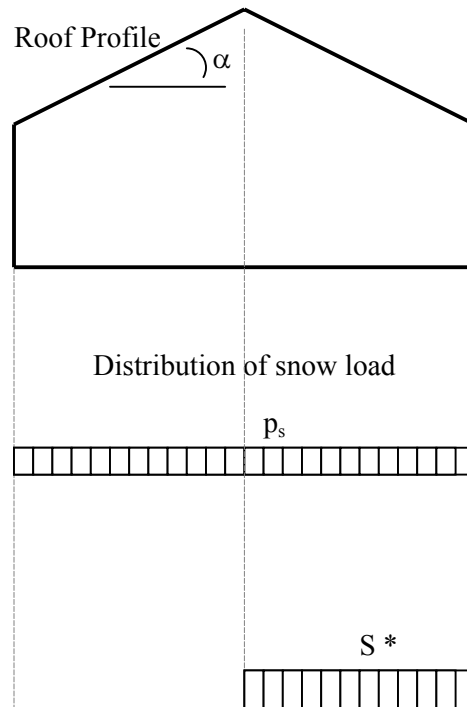 Roof Profile
α
Distribution of snow load
pₛ
S *